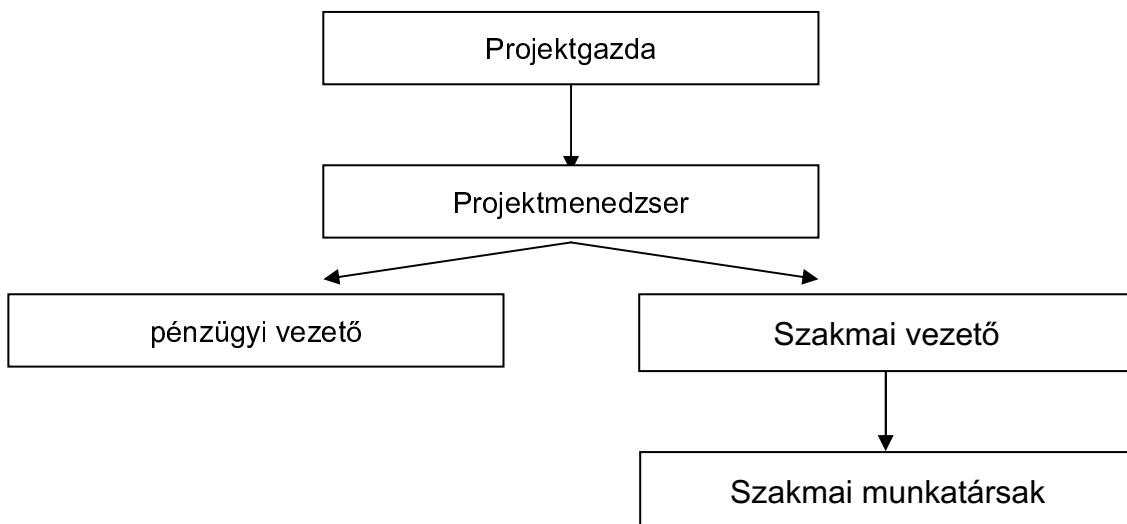 Projektgazda
Projektmenedzser
pénzügyi vezető
Szakmai vezető
Szakmai munkatársak